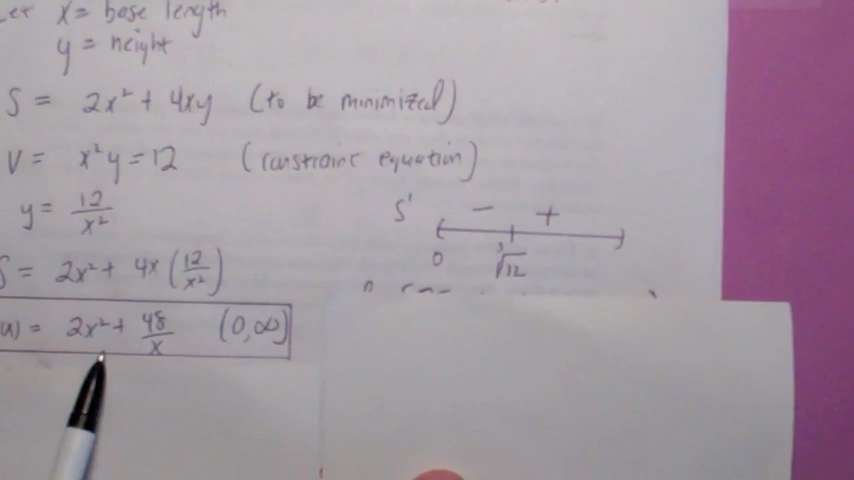 x = base length
y = height
S = 2x² + 4xy (to be minimized)
V = x²y = 12 (constraint equation)
y = 12/x²
S' - +
0 ∛12
S = 2x² + 4x (12/x²)
= 2x² + 48/x (0,∞)